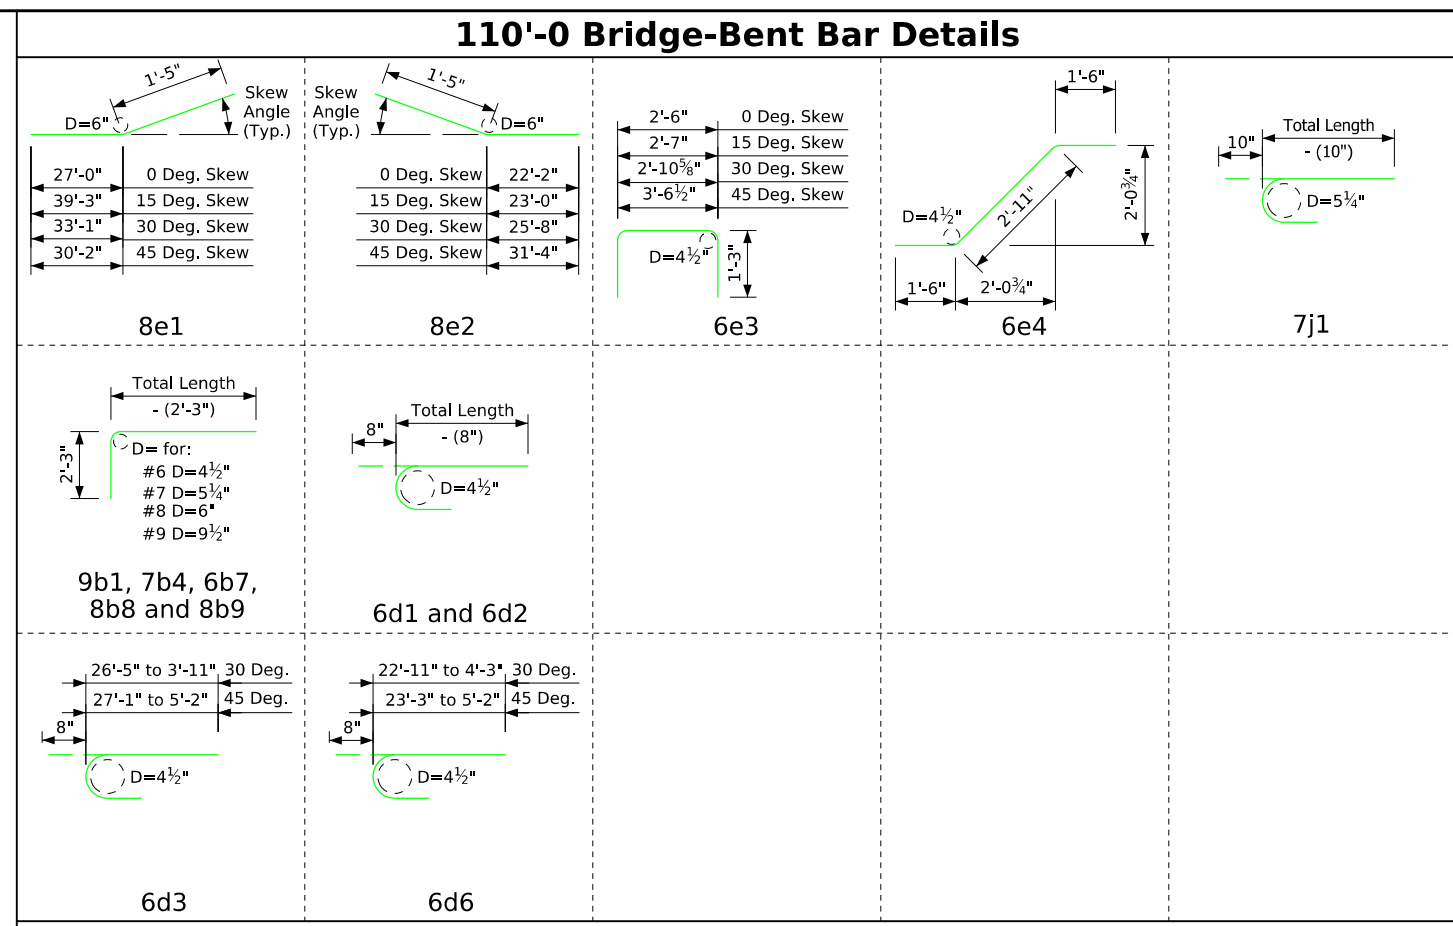 110'-0 Bridge-Bent Bar Details
1'-5"
D=6"
Skew
Angle
(Typ.)
27'-0" 0 Deg. Skew
39'-3" 15 Deg. Skew
33'-1" 30 Deg. Skew
30'-2" 45 Deg. Skew
8e1
1'-5"
Skew
Angle
(Typ.)
D=6"
0 Deg. Skew 22'-2"
15 Deg. Skew 23'-0"
30 Deg. Skew 25'-8"
45 Deg. Skew 31'-4"
8e2
2'-6" 0 Deg. Skew
2'-7" 15 Deg. Skew
2'-10⅝" 30 Deg. Skew
3'-6½" 45 Deg. Skew
D=4½"
1'-3"
6e3
1'-6"
D=4½"
2'-11"
2'-0¾"
1'-6" 2'-0¾"
6e4
Total Length
10" - (10")
D=5¼"
7j1
Total Length
- (2'-3")
2'-3"
D= for:
#6 D=4½"
#7 D=5¼"
#8 D=6"
#9 D=9½"
9b1, 7b4, 6b7,
8b8 and 8b9
Total Length
8" - (8")
D=4½"
6d1 and 6d2
26'-5" to 3'-11" 30 Deg.
27'-1" to 5'-2" 45 Deg.
8"
D=4½"
6d3
22'-11" to 4'-3" 30 Deg.
23'-3" to 5'-2" 45 Deg.
8"
D=4½"
6d6